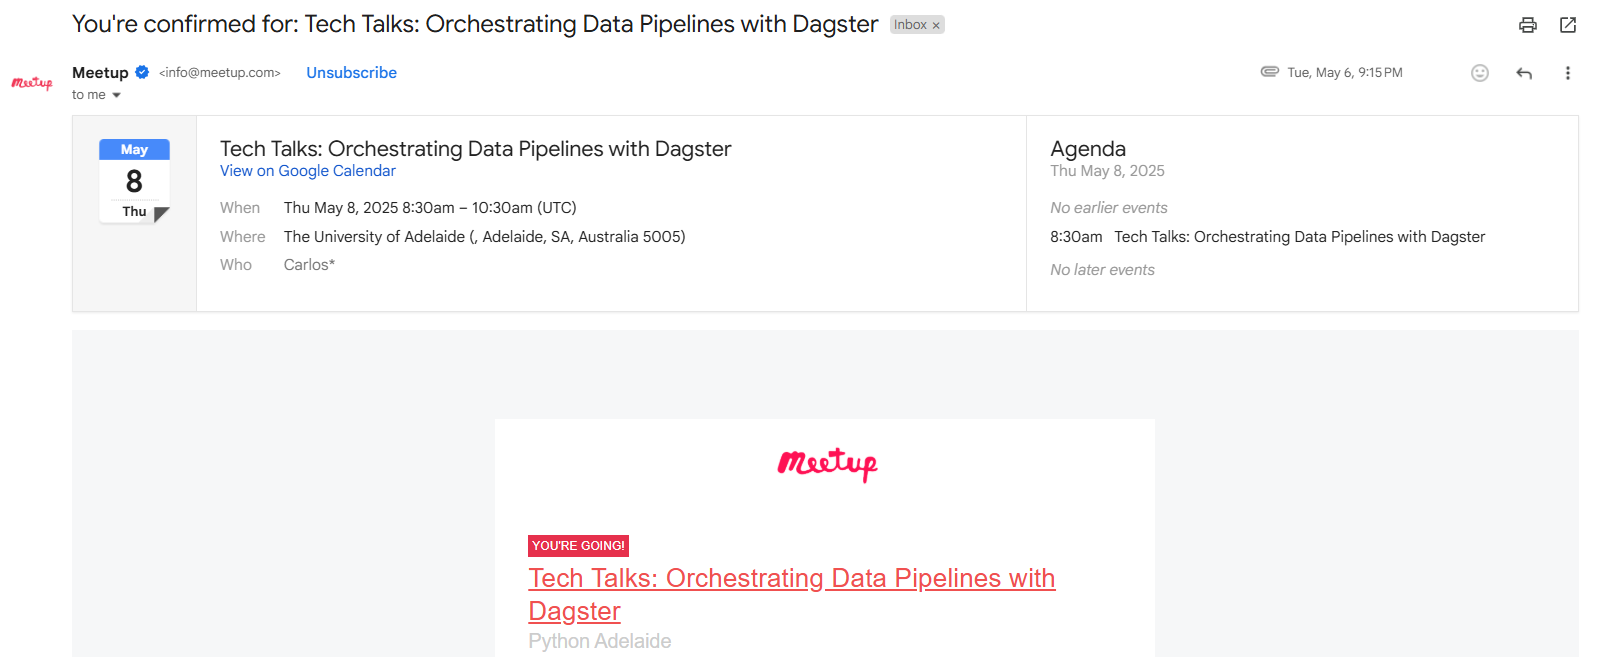 You're confirmed for: Tech Talks: Orchestrating Data Pipelines with Dagster Inbox ×
meetup
Meetup <info@meetup.com> Unsubscribe Tue, May 6, 9:15 PM
to me
May
8
Thu
Tech Talks: Orchestrating Data Pipelines with Dagster
View on Google Calendar
When Thu May 8, 2025 8:30am – 10:30am (UTC)
Where The University of Adelaide (, Adelaide, SA, Australia 5005)
Who Carlos*
Agenda
Thu May 8, 2025
No earlier events
8:30am Tech Talks: Orchestrating Data Pipelines with Dagster
No later events
meetup
YOU'RE GOING!
Tech Talks: Orchestrating Data Pipelines with
Dagster
Python Adelaide